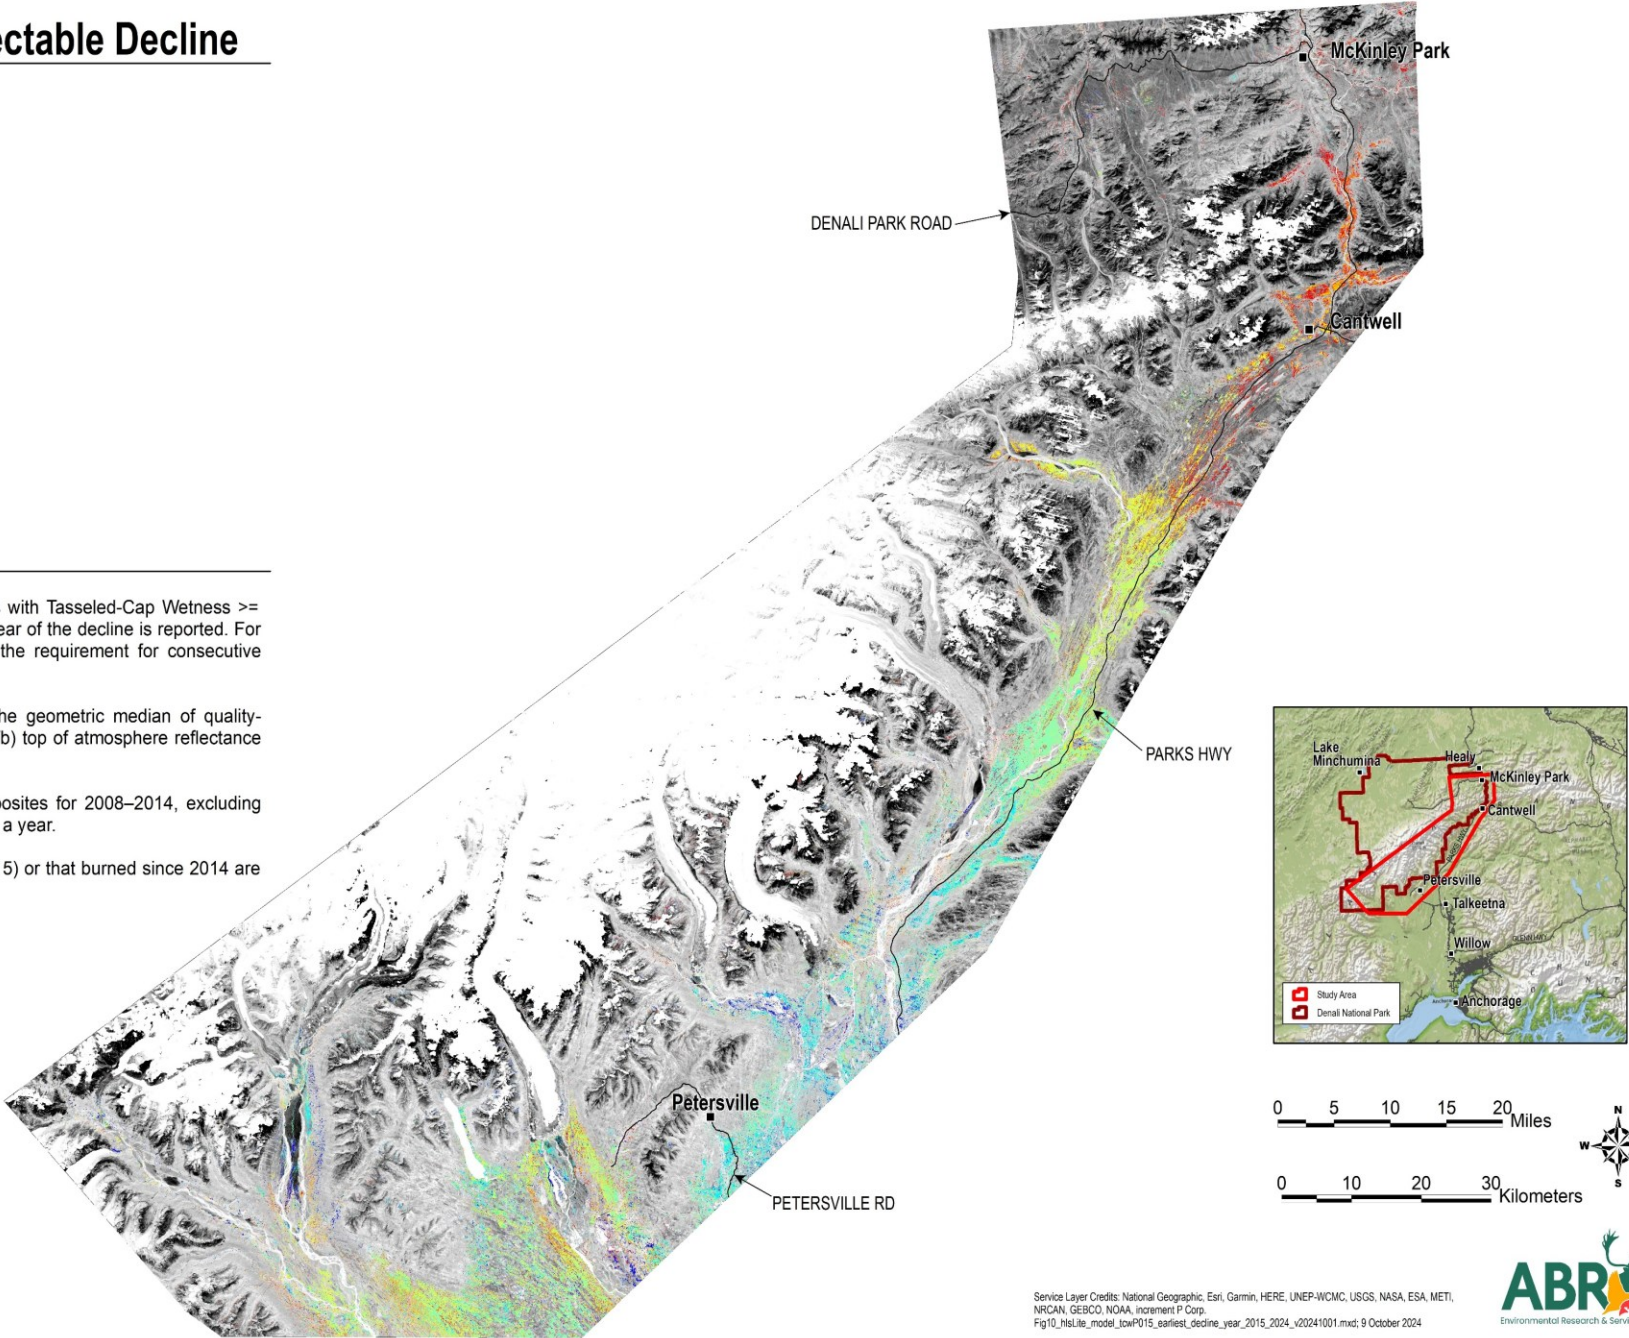 ectable Decline
with Tasseled-Cap Wetness >=
ear of the decline is reported. For
the requirement for consecutive
he geometric median of quality-
b) top of atmosphere reflectance
posites for 2008–2014, excluding
a year.
5) or that burned since 2014 are
McKinley Park
DENALI PARK ROAD
Cantwell
PARKS HWY
Petersville
PETERSVILLE RD
Lake
Minchumina
Healy
McKinley Park
Cantwell
PARKS HWY
Petersville
Talkeetna
Willow
GLENN HWY
Anchorage
Study Area
Denali National Park
0 5 10 15 20 Miles
0 10 20 30 Kilometers
N
W
S
Service Layer Credits: National Geographic, Esri, Garmin, HERE, UNEP-WCMC, USGS, NASA, ESA, METI,
NRCAN, GEBCO, NOAA, increment P Corp.
Fig10_hlsLite_model_tcwP015_earliest_decline_year_2015_2024_v20241001.mxd; 9 October 2024
ABR
Environmental Research & Servi